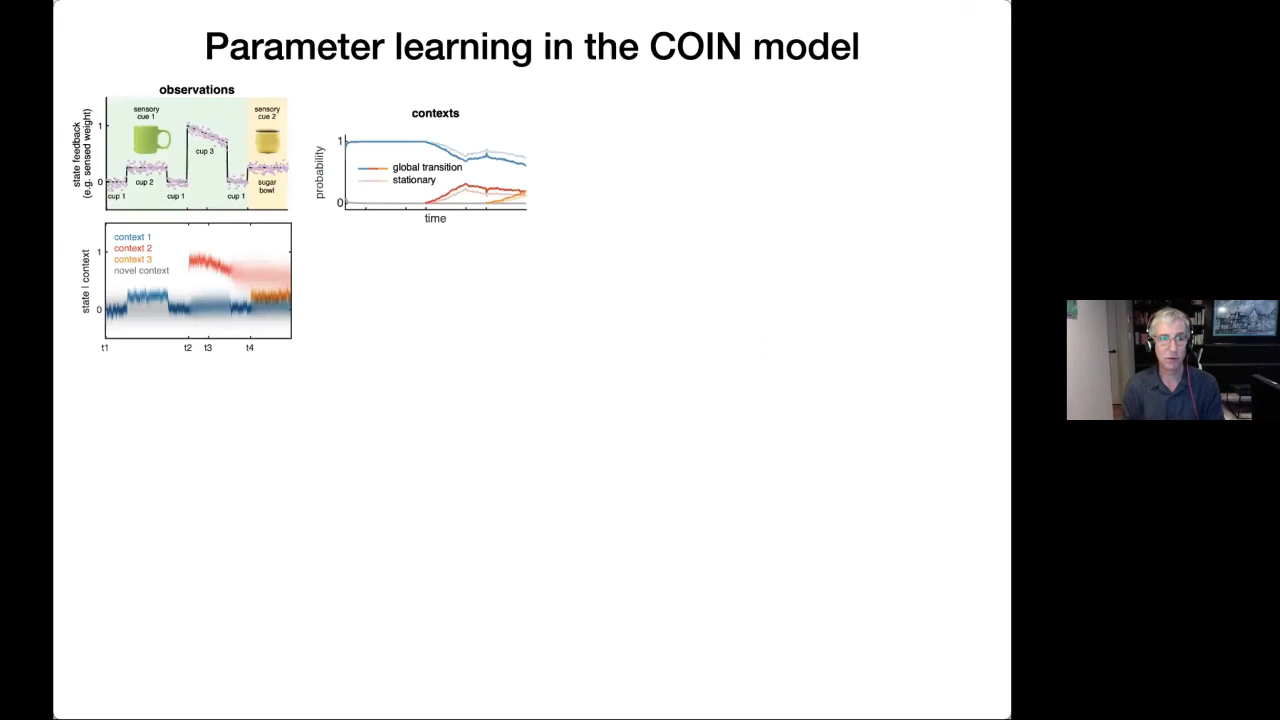 Parameter learning in the COIN model
observations
state feedback
(e.g. sensed weight)
1
0
sensory
cue 1
sensory
cue 2
cup 3
cup 2
sugar
bowl
cup 1
cup 1
cup 1
contexts
probability
1
0
global transition
stationary
time
state | context
1
0
context 1
context 2
context 3
novel context
t1
t2
t3
t4